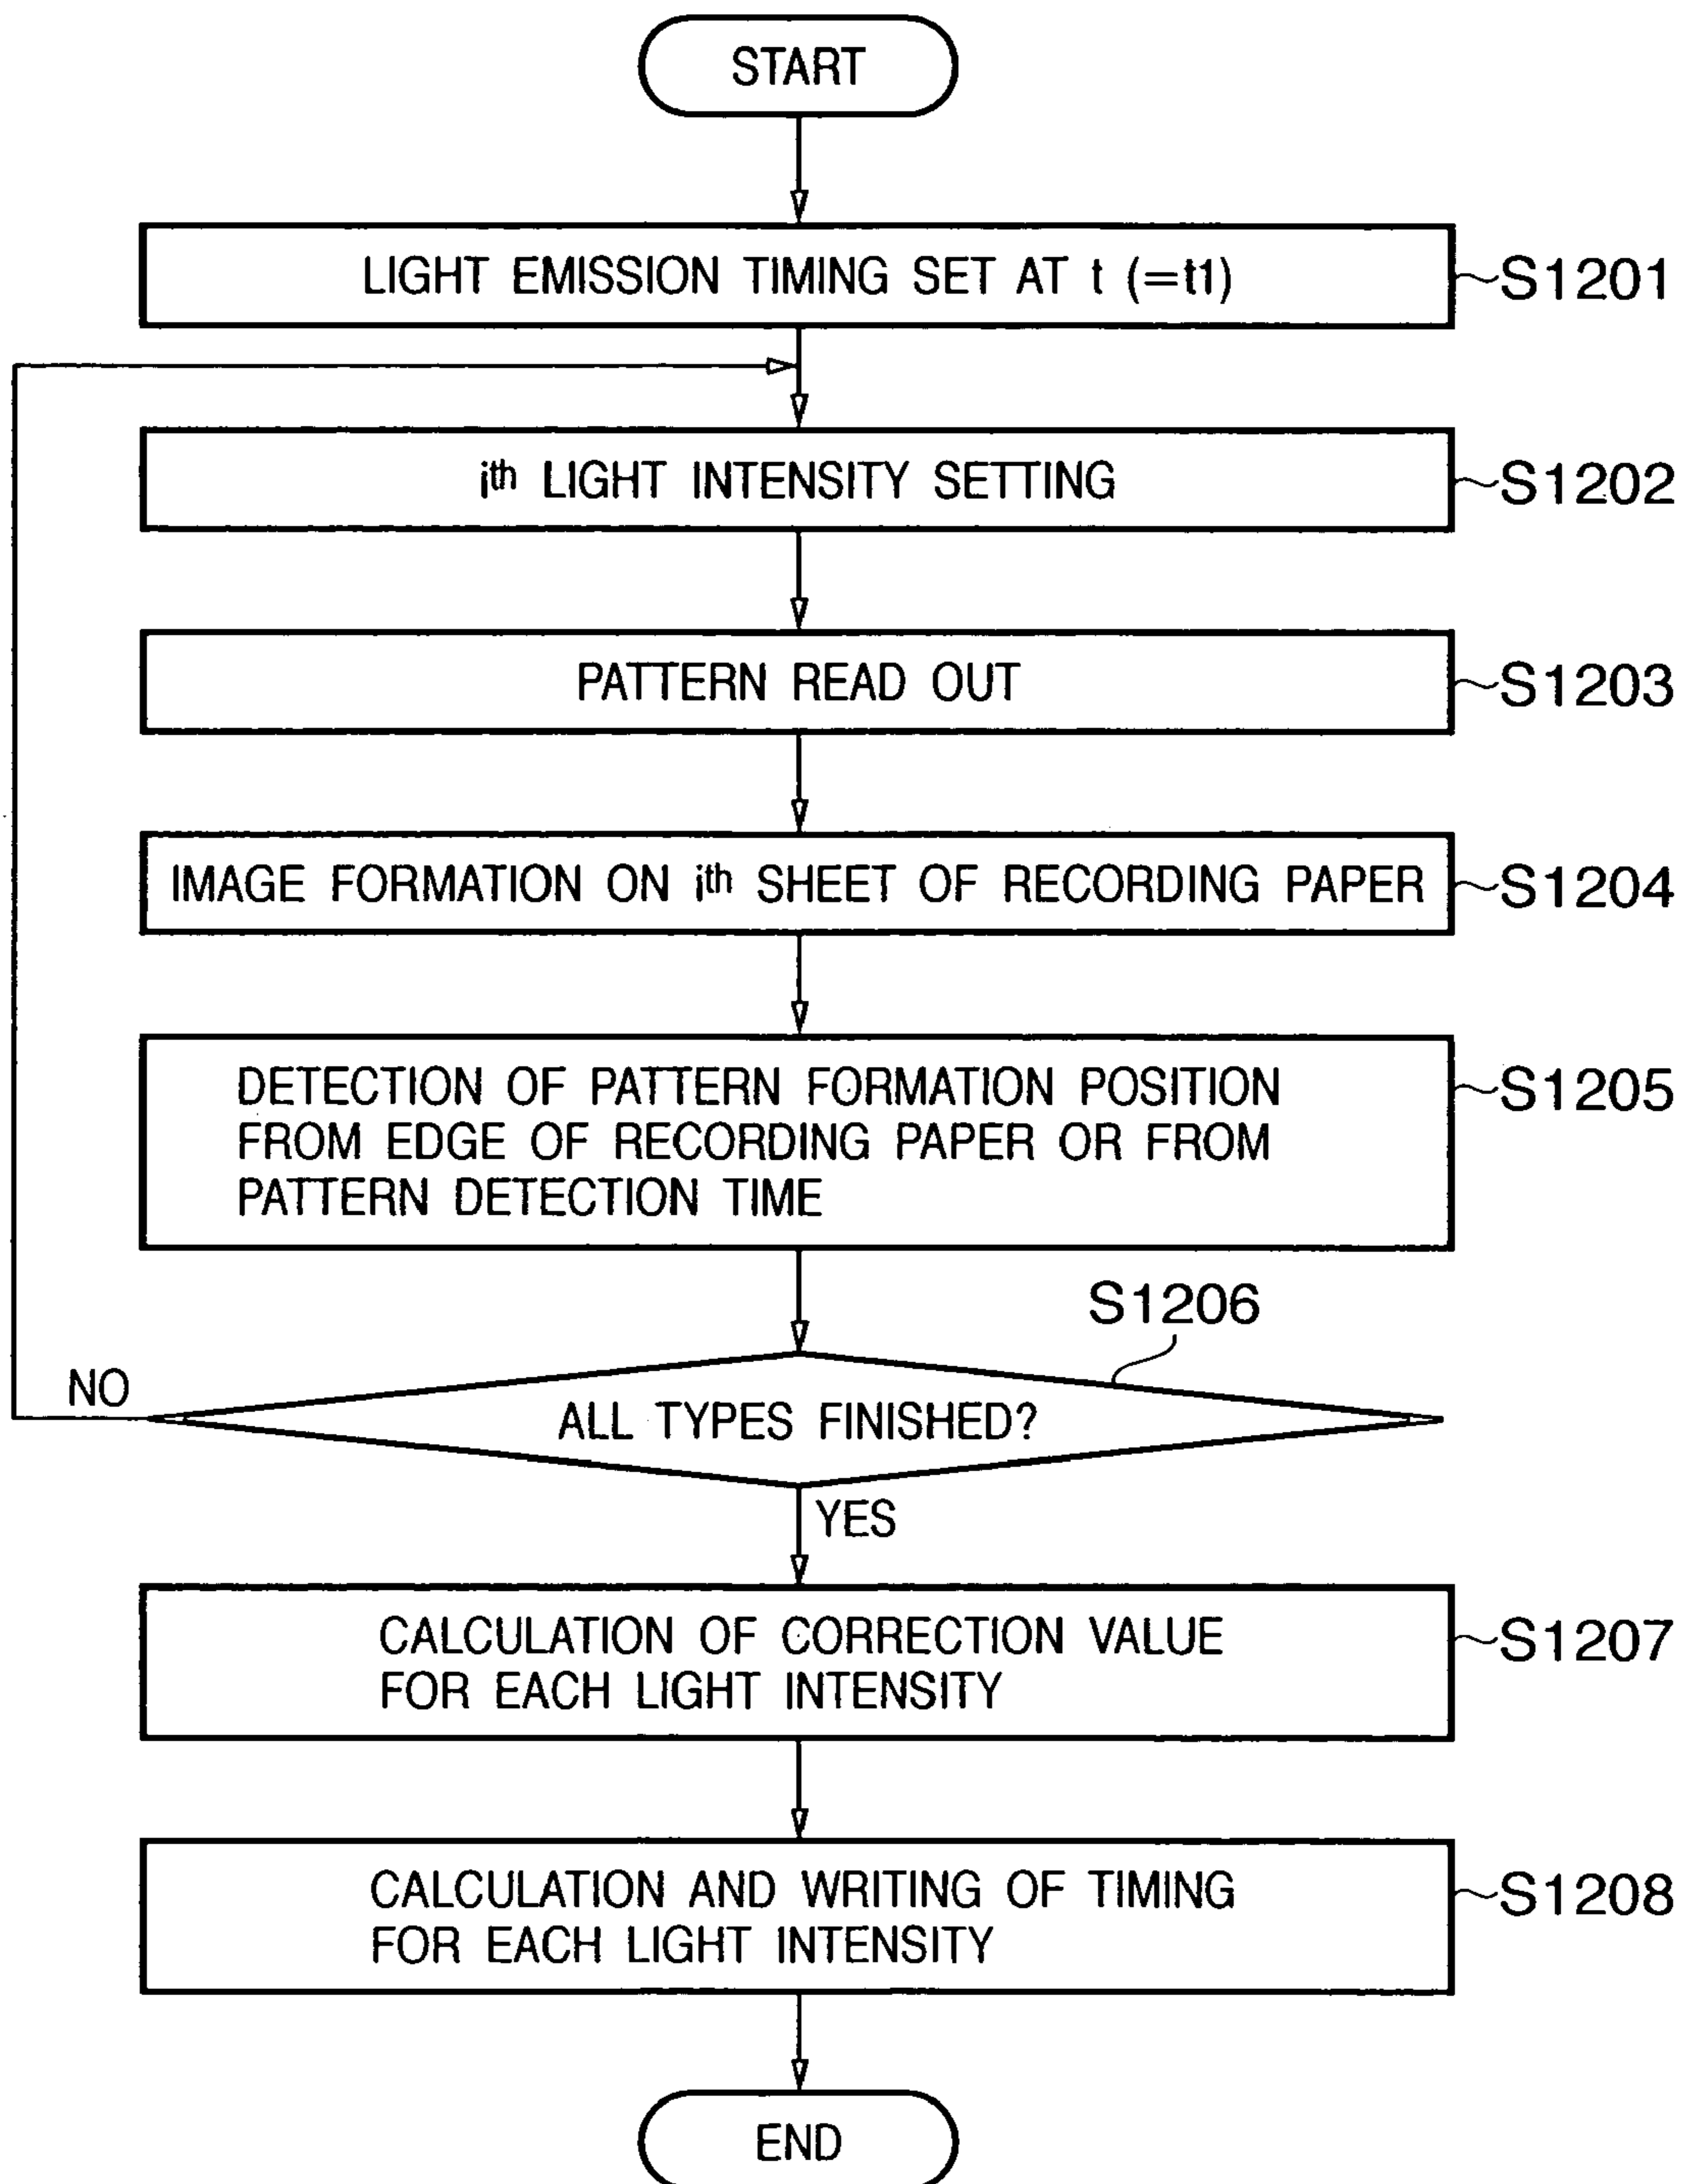 START
LIGHT EMISSION TIMING SET AT t (=t1)
S1201
ith LIGHT INTENSITY SETTING
S1202
PATTERN READ OUT
S1203
IMAGE FORMATION ON ith SHEET OF RECORDING PAPER
S1204
DETECTION OF PATTERN FORMATION POSITION
FROM EDGE OF RECORDING PAPER OR FROM
PATTERN DETECTION TIME
S1205
S1206
NO
ALL TYPES FINISHED?
YES
CALCULATION OF CORRECTION VALUE
FOR EACH LIGHT INTENSITY
S1207
CALCULATION AND WRITING OF TIMING
FOR EACH LIGHT INTENSITY
S1208
END